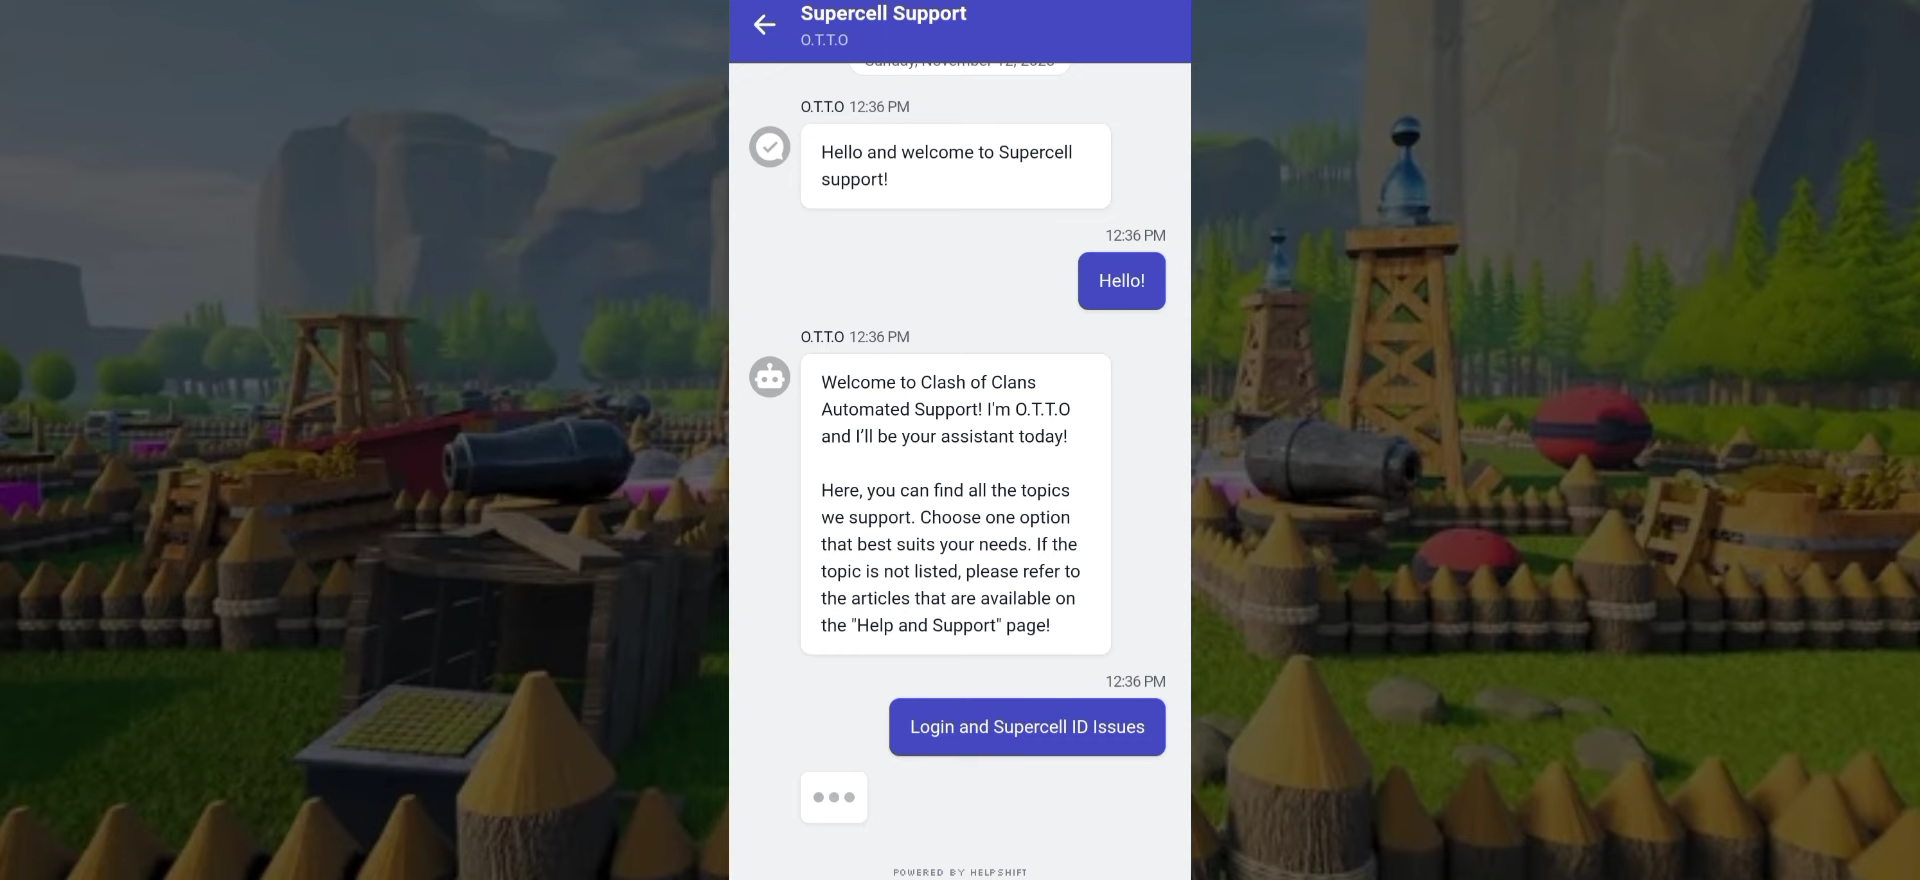 Supercell Support
O.T.T.O
Sunday, November 12, 2023
O.T.T.O 12:36 PM
Hello and welcome to Supercell
support!
12:36 PM
Hello!
O.T.T.O 12:36 PM
Welcome to Clash of Clans
Automated Support! I'm O.T.T.O
and I’ll be your assistant today!
Here, you can find all the topics
we support. Choose one option
that best suits your needs. If the
topic is not listed, please refer to
the articles that are available on
the "Help and Support" page!
12:36 PM
Login and Supercell ID Issues
POWERED BY HELPSHIFT